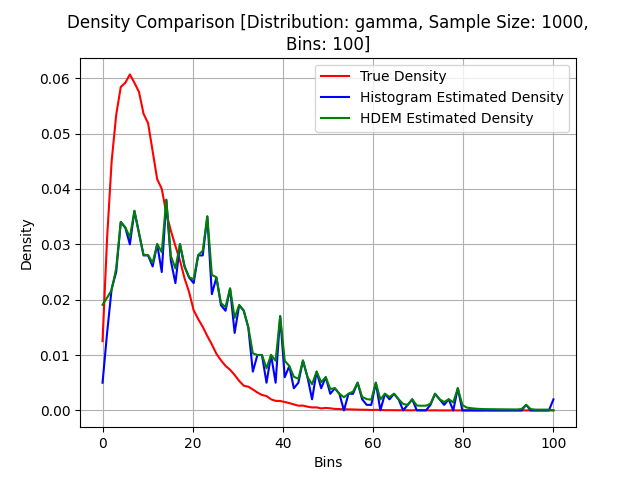 Density Comparison [Distribution: gamma, Sample Size: 1000,
Bins: 100]
True Density
Histogram Estimated Density
HDEM Estimated Density
Density
0.06
0.05
0.04
0.03
0.02
0.01
0.00
0 20 40 60 80 100
Bins